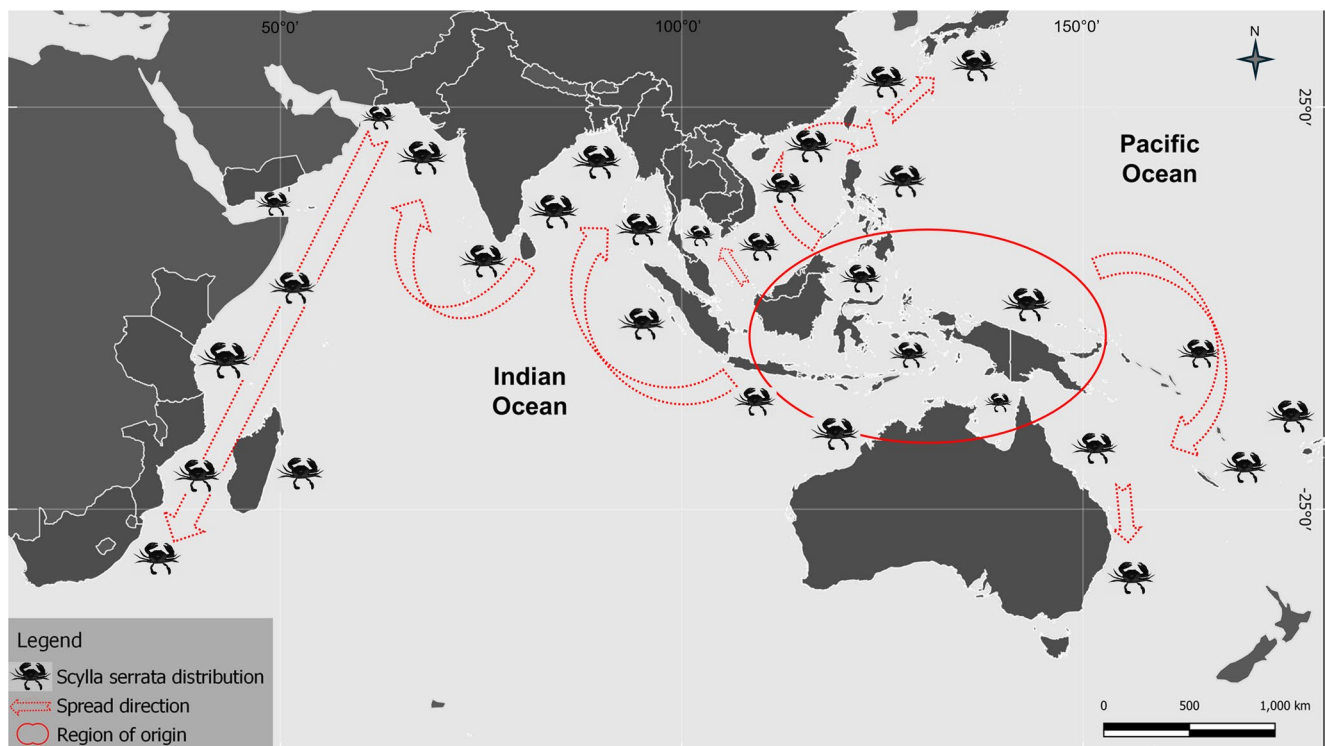 50°0'
100°0'
150°0'
N
25°0'
Pacific
Ocean
Indian
Ocean
-25°0'
Legend
Scylla serrata distribution
Spread direction
Region of origin
0 500 1,000 km